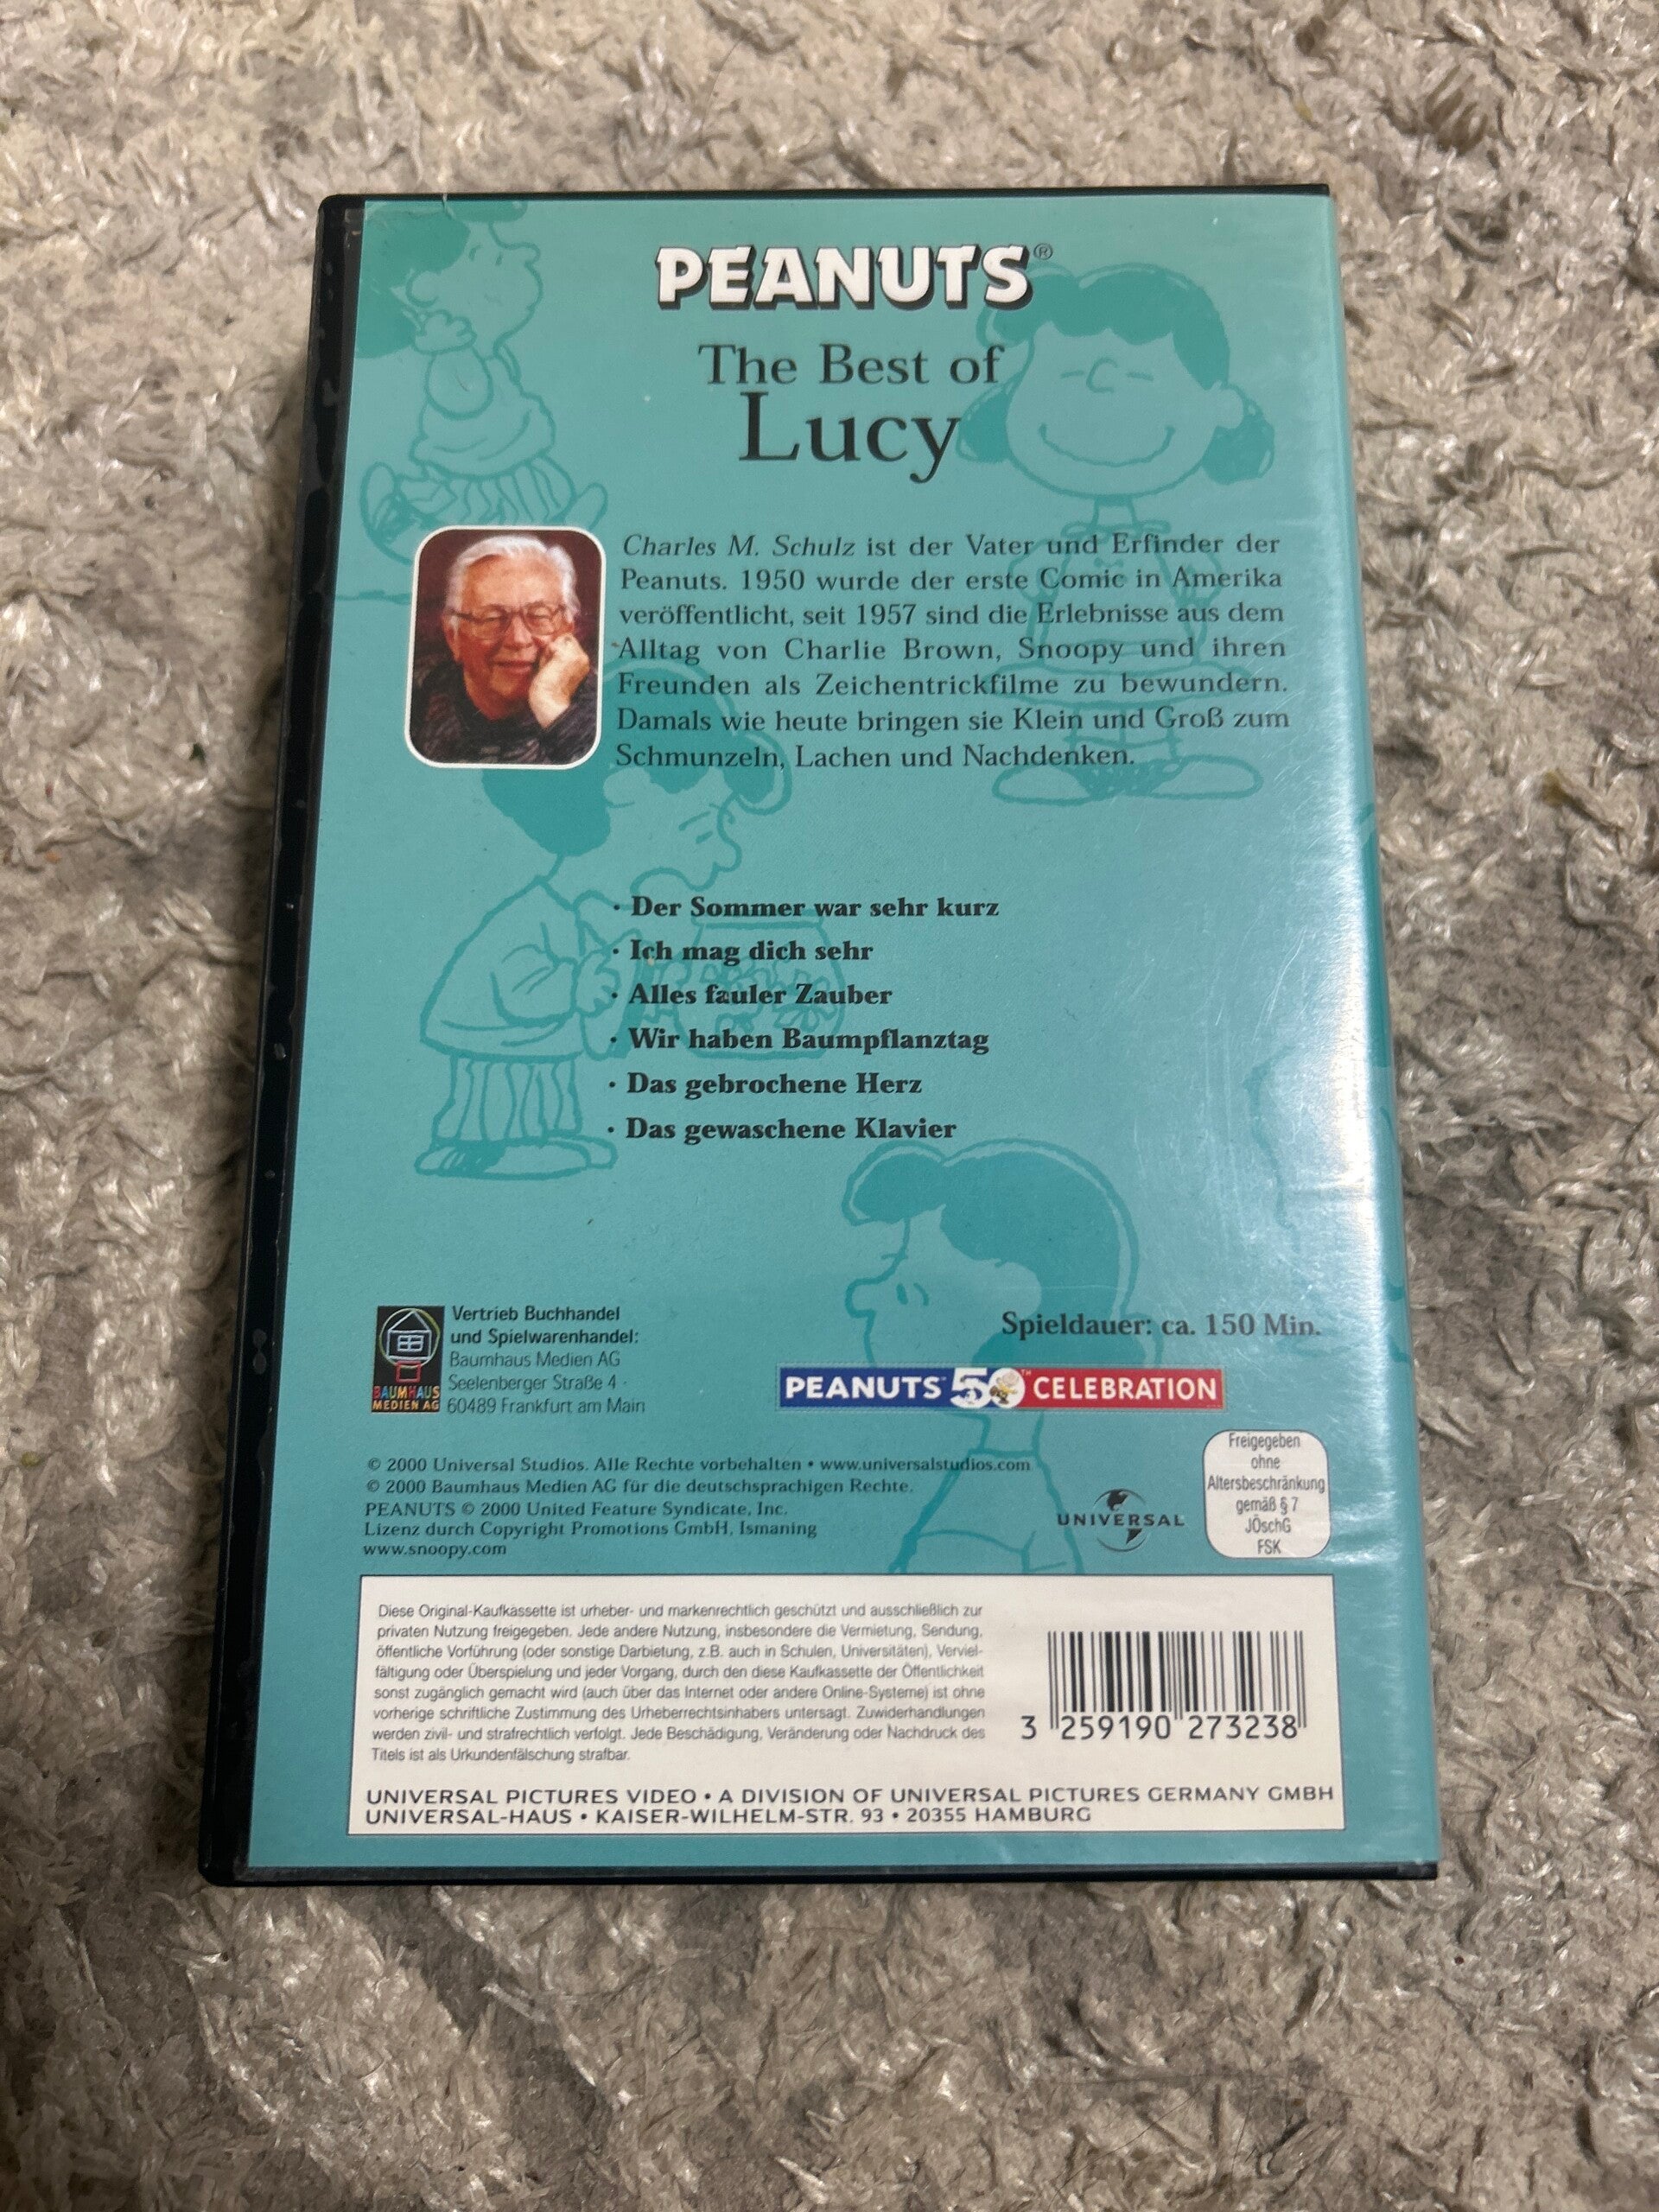 PEANUTS®
The Best of
Lucy
Charles M. Schulz ist der Vater und Erfinder der
Peanuts. 1950 wurde der erste Comic in Amerika
veröffentlicht, seit 1957 sind die Erlebnisse aus dem
Alltag von Charlie Brown, Snoopy und ihren
Freunden als Zeichentrickfilme zu bewundern.
Damals wie heute bringen sie Klein und Groß zum
Schmunzeln, Lachen und Nachdenken.
· Der Sommer war sehr kurz
· Ich mag dich sehr
· Alles fauler Zauber
· Wir haben Baumpflanztag
· Das gebrochene Herz
· Das gewaschene Klavier
Vertrieb Buchhandel
und Spielwarenhandel:
Baumhaus Medien AG
Seelenberger Straße 4 ·
60489 Frankfurt am Main
BAUMHAUS
MEDIEN AG
Spieldauer: ca. 150 Min.
PEANUTS™ 50™ CELEBRATION
© 2000 Universal Studios. Alle Rechte vorbehalten • www.universalstudios.com
© 2000 Baumhaus Medien AG für die deutschsprachigen Rechte.
PEANUTS © 2000 United Feature Syndicate, Inc.
Lizenz durch Copyright Promotions GmbH, Ismaning
www.snoopy.com
UNIVERSAL
Freigegeben
ohne
Altersbeschränkung
gemäß § 7
JÖschG
FSK
Diese Original-Kaufkassette ist urheber- und markenrechtlich geschützt und ausschließlich zur
privaten Nutzung freigegeben. Jede andere Nutzung, insbesondere die Vermietung, Sendung,
öffentliche Vorführung (oder sonstige Darbietung, z.B. auch in Schulen, Universitäten), Verviel-
fältigung oder Überspielung und jeder Vorgang, durch den diese Kaufkassette der Öffentlichkeit
sonst zugänglich gemacht wird (auch über das Internet oder andere Online-Systeme) ist ohne
vorherige schriftliche Zustimmung des Urheberrechtsinhabers untersagt. Zuwiderhandlungen
werden zivil- und strafrechtlich verfolgt. Jede Beschädigung, Veränderung oder Nachdruck des
Titels ist als Urkundenfälschung strafbar.
3 259190 273238
UNIVERSAL PICTURES VIDEO • A DIVISION OF UNIVERSAL PICTURES GERMANY GMBH
UNIVERSAL-HAUS • KAISER-WILHELM-STR. 93 • 20355 HAMBURG